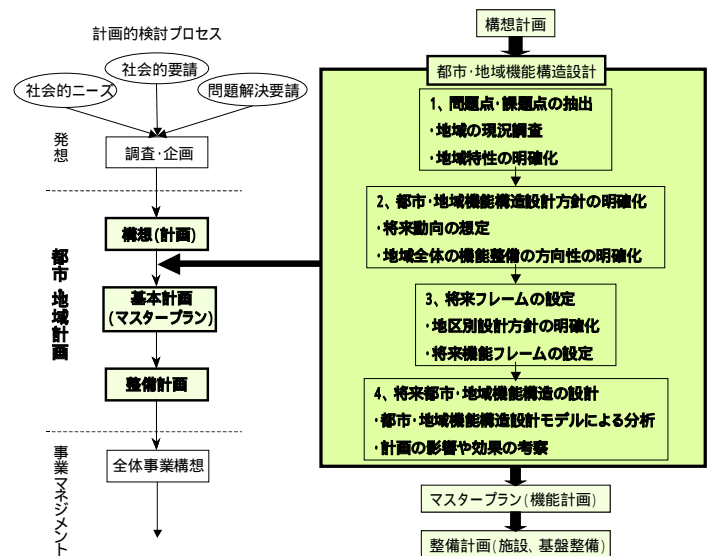 計画的検討プロセス
社会的要請
社会的ニーズ
問題解決要請
発想
調査・企画
構想(計画)
都市・地域計画
基本計画
(マスタープラン)
整備計画
事業マネジメント
全体事業構想
構想計画
都市・地域機能構造設計
1、問題点・課題点の抽出
・地域の現況調査
・地域特性の明確化
2、都市・地域機能構造設計方針の明確化
・将来動向の想定
・地域全体の機能整備の方向性の明確化
3、将来フレームの設定
・地区別設計方針の明確化
・将来機能フレームの設定
4、将来都市・地域機能構造の設計
・都市・地域機能構造設計モデルによる分析
・計画の影響や効果の考察
マスタープラン(機能計画)
整備計画(施設、基盤整備)